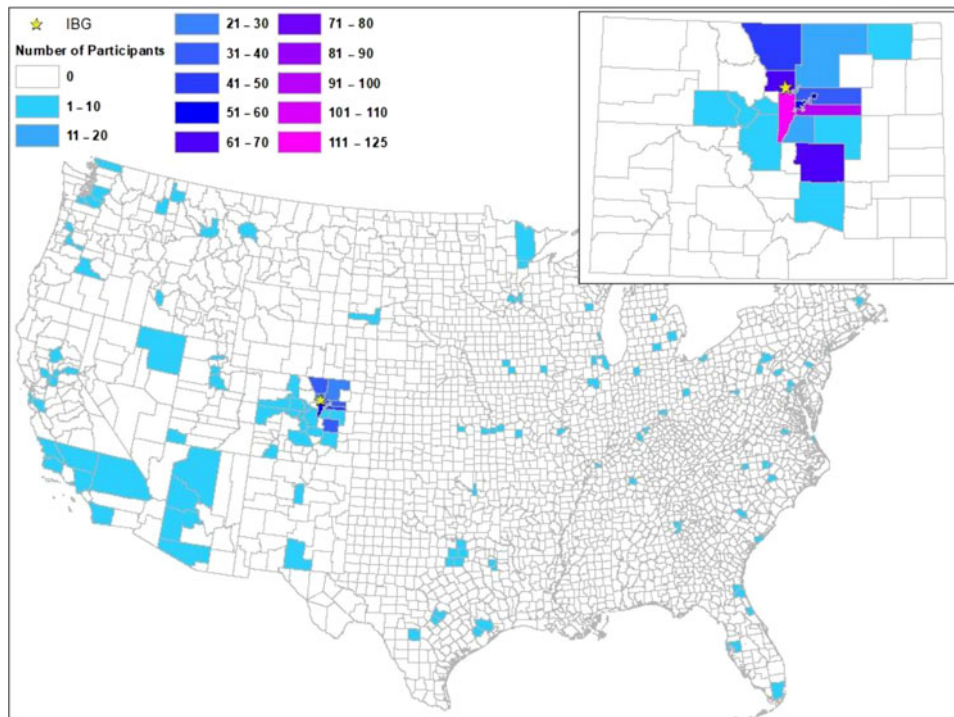 IBG
Number of Participants
0
1 – 10
11 – 20
21 – 30
31 – 40
41 – 50
51 – 60
61 – 70
71 – 80
81 – 90
91 – 100
101 – 110
111 – 125